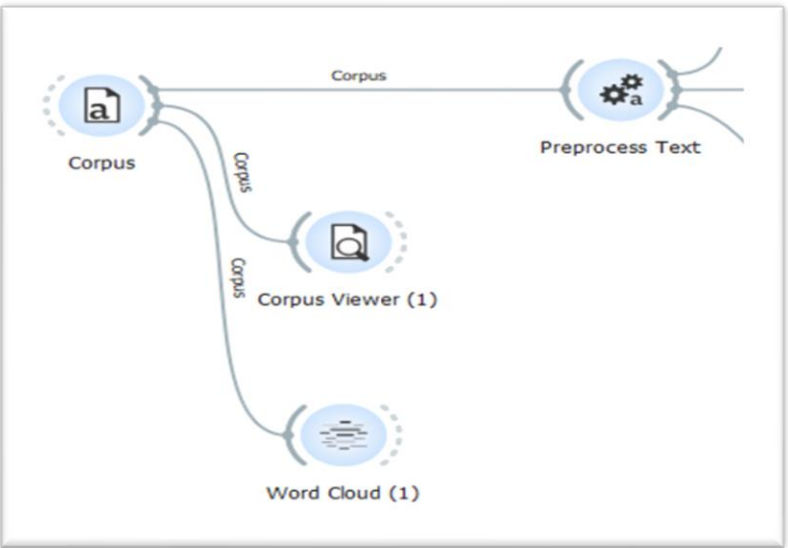 Corpus
Preprocess Text
Corpus
Corpus
Corpus Viewer (1)
Corpus
Word Cloud (1)